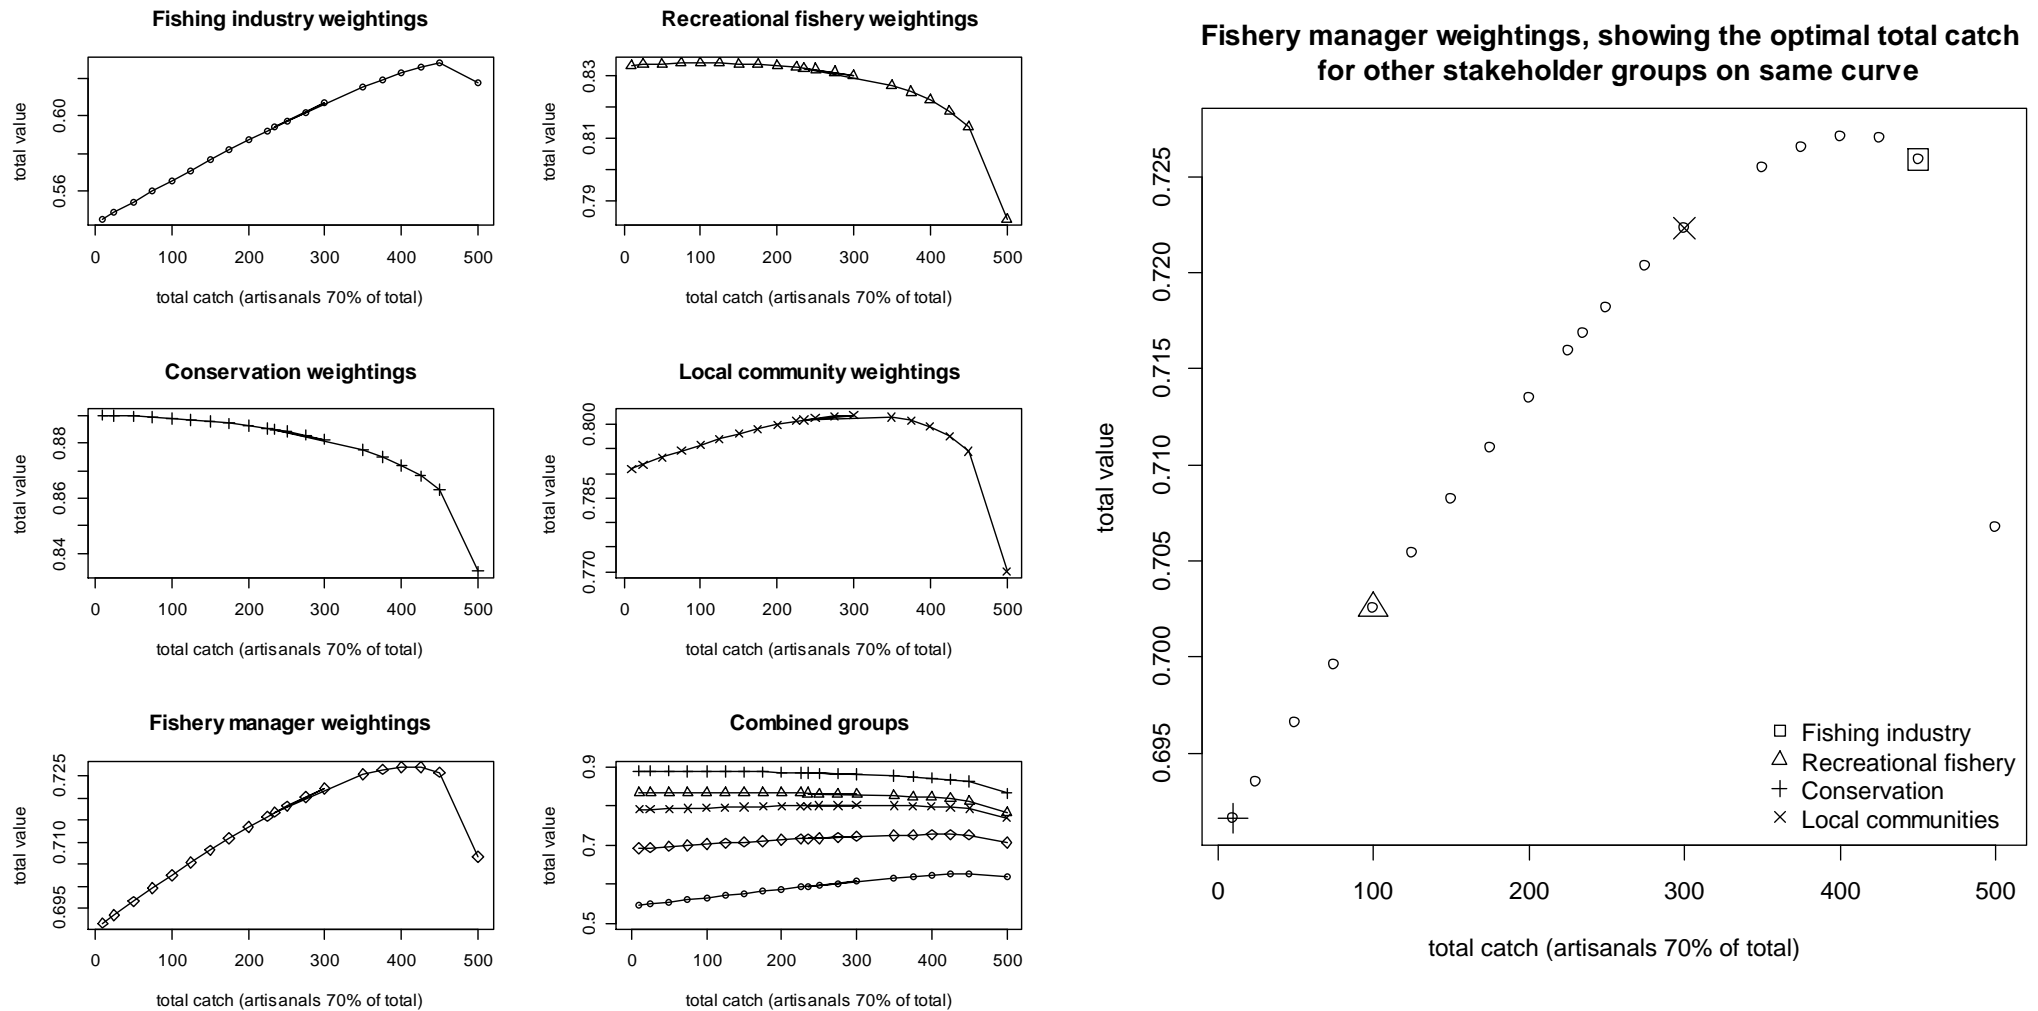 Fishing industry weightings
total value
0.60
0.56
0 100 200 300 400 500
total catch (artisanals 70% of total)
Recreational fishery weightings
total value
0.83
0.81
0.79
0 100 200 300 400 500
total catch (artisanals 70% of total)
Conservation weightings
total value
0.88
0.86
0.84
0 100 200 300 400 500
total catch (artisanals 70% of total)
Local community weightings
total value
0.800
0.785
0.770
0 100 200 300 400 500
total catch (artisanals 70% of total)
Fishery manager weightings
total value
0.725
0.710
0.695
0 100 200 300 400 500
total catch (artisanals 70% of total)
Combined groups
total value
0.9
0.7
0.5
0 100 200 300 400 500
total catch (artisanals 70% of total)
Fishery manager weightings, showing the optimal total catch
for other stakeholder groups on same curve
total value
0.725
0.720
0.715
0.710
0.705
0.700
0.695
Fishing industry
Recreational fishery
Conservation
Local communities
0 100 200 300 400 500
total catch (artisanals 70% of total)